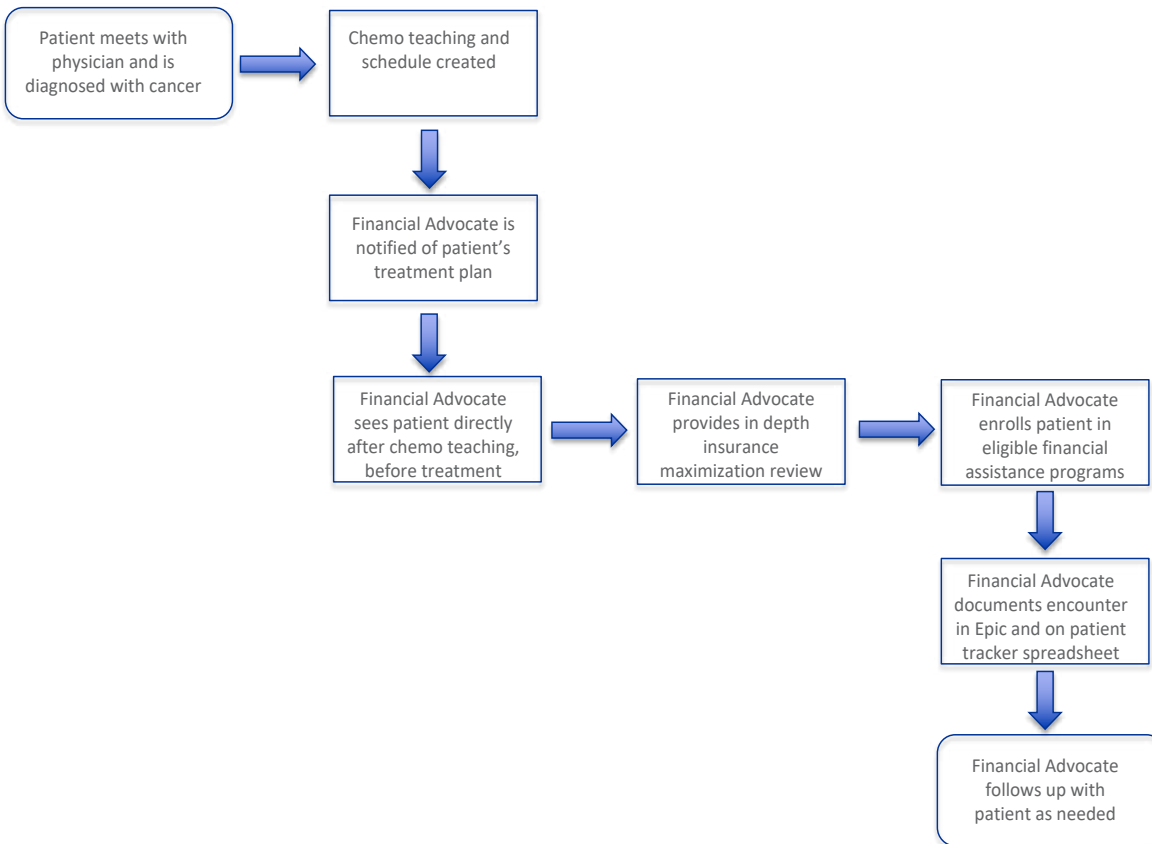 Patient meets with
physician and is
diagnosed with cancer
Chemo teaching and
schedule created
Financial Advocate is
notified of patient’s
treatment plan
Financial Advocate
sees patient directly
after chemo teaching,
before treatment
Financial Advocate
provides in depth
insurance
maximization review
Financial Advocate
enrolls patient in
eligible financial
assistance programs
Financial Advocate
documents encounter
in Epic and on patient
tracker spreadsheet
Financial Advocate
follows up with
patient as needed